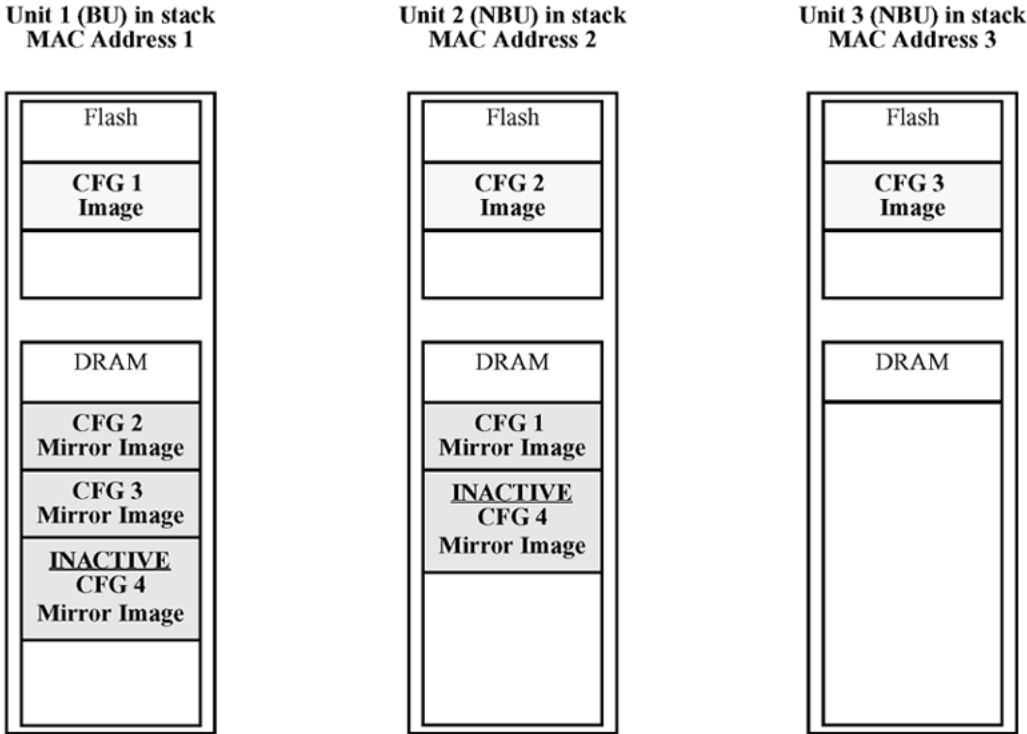 Unit 1 (BU) in stack
MAC Address 1
Flash
CFG 1
Image
DRAM
CFG 2
Mirror Image
CFG 3
Mirror Image
INACTIVE
CFG 4
Mirror Image
Unit 2 (NBU) in stack
MAC Address 2
Flash
CFG 2
Image
DRAM
CFG 1
Mirror Image
INACTIVE
CFG 4
Mirror Image
Unit 3 (NBU) in stack
MAC Address 3
Flash
CFG 3
Image
DRAM